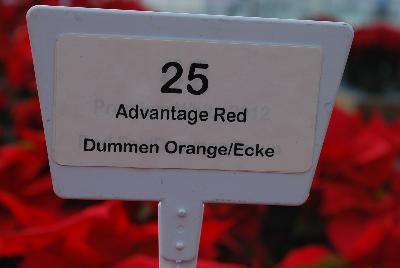 25
Advantage Red
Dummen Orange/Ecke